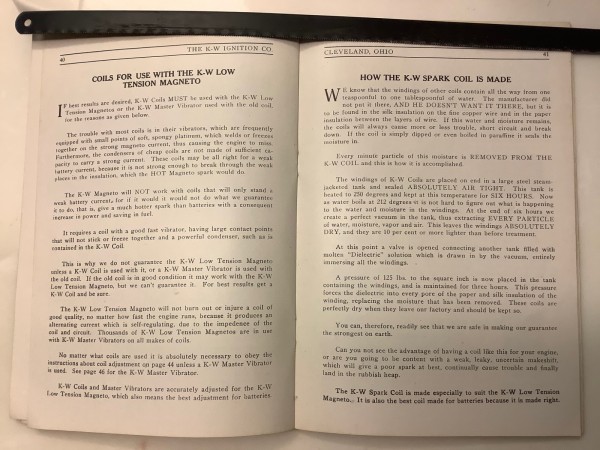 40
THE K-W IGNITION CO.
COILS FOR USE WITH THE K-W LOW
TENSION MAGNETO
IF best results are desired, K-W Coils MUST be used with the K-W Low
Tension Magnetos or the K-W Master Vibrator used with the old coil,
for the reasons as given below.
The trouble with most coils is in their vibrators, which are frequently
equipped with small points of soft, spongy platinum, which welds or freezes
together on the strong magneto current, thus causing the engine to miss.
Furthermore, the condensers of cheap coils are not made of sufficient ca-
pacity to carry a strong current. These coils may be all right for a weak
battery current, because it is not strong enough to break through the weak
places in the insulation, which the HOT Magneto spark would do.
The K-W Magneto will NOT work with coils that will only stand a
weak battery current, for if it would it would not do what we guarantee
it to do, that is, give a much hotter spark than batteries with a consequent
increase in power and saving in fuel.
It requires a coil with a good fast vibrator, having large contact points
that will not stick or freeze together and a powerful condenser, such as is
contained in the K-W Coil.
This is why we do not guarantee the K-W Low Tension Magneto
unless a K-W Coil is used with it, or a K-W Master Vibrator is used with
the old coil. If the old coil is in good condition it may work with the K-W
Low Tension Magneto, but we can't guarantee it. For best results get a
K-W Coil and be sure.
The K-W Low Tension Magneto will not burn out or injure a coil of
good quality, no matter how fast the engine runs, because it produces an
alternating current which is self-regulating, due to the impedence of the
coil and circuit. Thousands of K-W Low Tension Magnetos are in use
with K-W Master Vibrators on all makes of coils.
No matter what coils are used it is absolutely necessary to obey the
instructions about coil adjustment on page 44 unless a K-W Master Vibrator
is used. See page 46 for the K-W Master Vibrator.
K-W Coils and Master Vibrators are accurately adjusted for the K-W
Low Tension Magneto, which also means the best adjustment for batteries.
CLEVELAND, OHIO
41
HOW THE K-W SPARK COIL IS MADE
WE know that the windings of other coils contain all the way from one
teaspoonful to one tablespoonful of water. The manufacturer did
not put it there, AND HE DOESN'T WANT IT THERE, but it is
to be found in the silk insulation on the fine copper wire and in the paper
insulation between the layers of wire. If this water and moisture remains,
the coils will always cause more or less trouble, short circuit and break
down. If the coil is simply dipped or even boiled in paraffine it seals the
moisture in.
Every minute particle of this moisture is REMOVED FROM THE
K-W COIL and this is how it is accomplished.
The windings of K-W Coils are placed on end in a large steel steam-
jacketed tank and sealed ABSOLUTELY AIR TIGHT. This tank is
heated to 250 degrees and kept at this temperature for SIX HOURS. Now
as water boils at 212 degrees it is not hard to figure out what is happening
to the water and moisture in the windings. At the end of six hours we
create a perfect vacuum in the tank, thus extracting EVERY PARTICLE
of water, moisture, vapor and air. This leaves the windings ABSOLUTELY
DRY, and they are 10 per cent or more lighter than before treatment.
At this point a valve is opened connecting another tank filled with
molten "Dielectric" solution which is drawn in by the vacuum, entirely
immersing all the windings.
A pressure of 125 lbs. to the square inch is now placed in the tank
containing the windings, and is maintained for three hours. This pressure
forces the dielectric into every pore of the paper and silk insulation of the
winding, replacing the moisture that has been removed. These coils are
perfectly dry when they leave our factory and should be kept so.
You can, therefore, readily see that we are safe in making our guarantee
the strongest on earth.
Can you not see the advantage of having a coil like this for your engine,
or are you going to be content with a weak, leaky, uncertain makeshift,
which will give a poor spark at best, continually cause trouble and finally
land in the rubbish heap.
The K-W Spark Coil is made especially to suit the K-W Low Tension
Magneto. It is also the best coil made for batteries because it is made right.